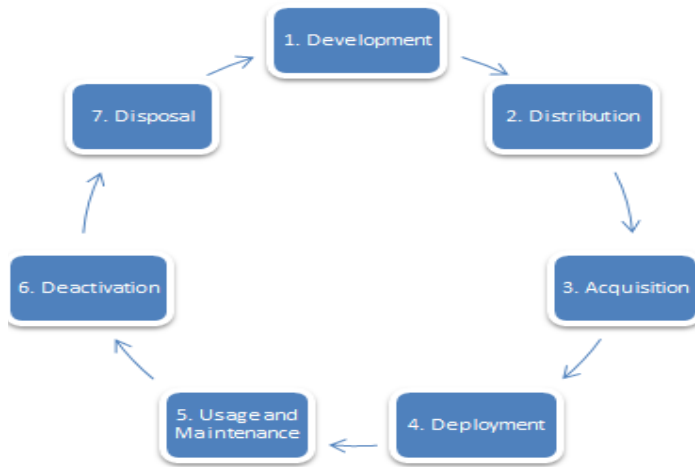 1. Development
2. Distribution
3. Acquisition
4. Deployment
5. Usage and
Maintenance
6. Deactivation
7. Disposal